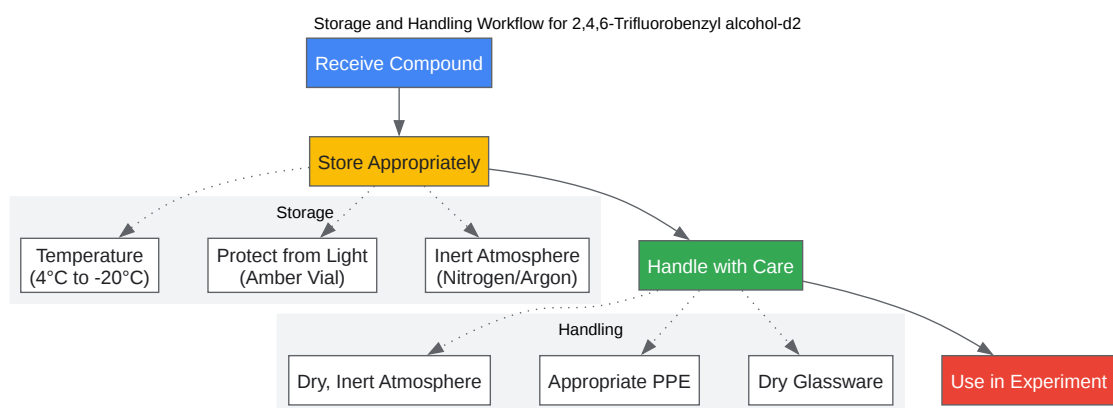 Storage and Handling Workflow for 2,4,6-Trifluorobenzyl alcohol-d2
Receive Compound
Store Appropriately
Storage
Temperature
(4°C to -20°C)
Protect from Light
(Amber Vial)
Inert Atmosphere
(Nitrogen/Argon)
Handle with Care
Handling
Dry, Inert Atmosphere
Appropriate PPE
Dry Glassware
Use in Experiment